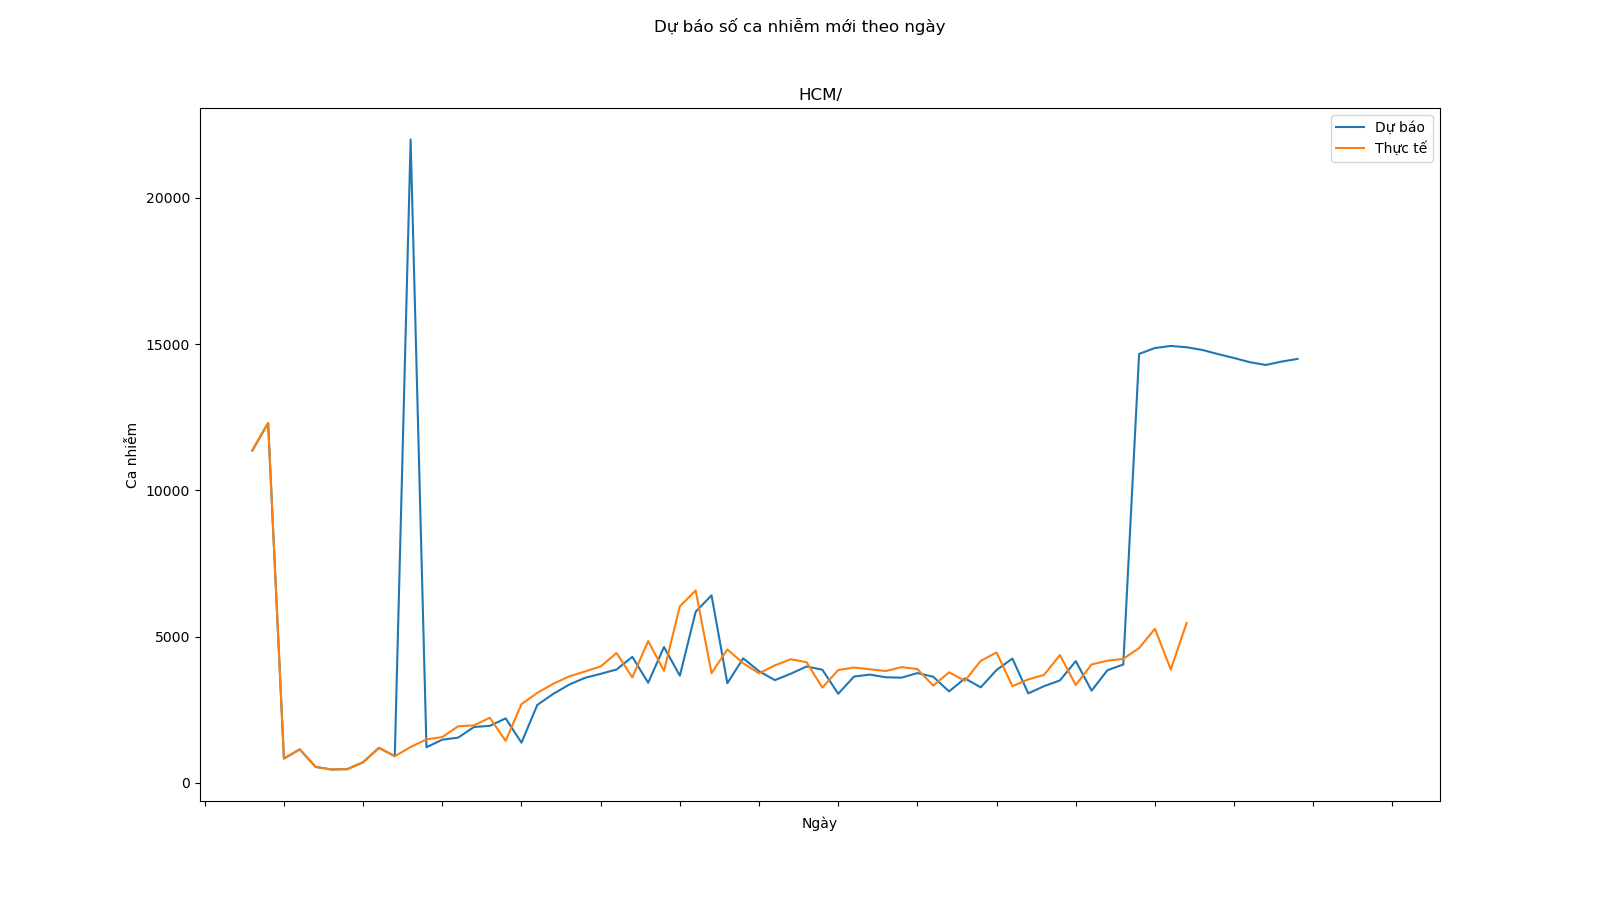 Dự báo số ca nhiễm mới theo ngày
HCM/
Dự báo
Thực tế
20000
15000
10000
5000
0
Ca nhiễm
Ngày